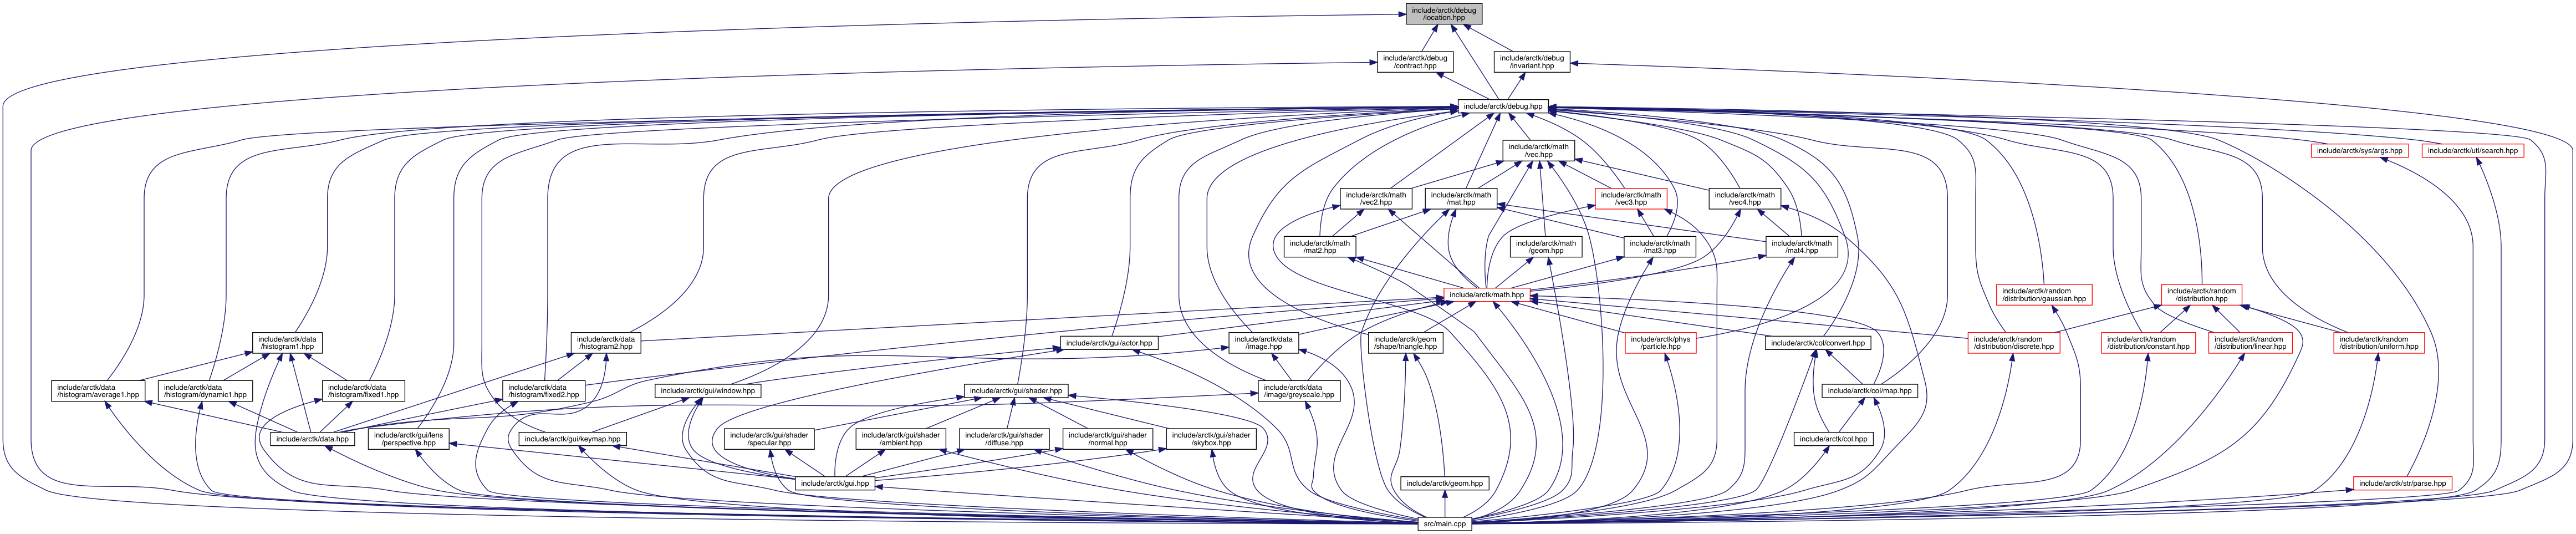 include/arctk/debug
/location.hpp
include/arctk/debug
/contract.hpp
include/arctk/debug
/invariant.hpp
include/arctk/debug.hpp
include/arctk/math
/vec.hpp
include/arctk/sys/args.hpp
include/arctk/utl/search.hpp
include/arctk/math
/vec2.hpp
include/arctk/math
/mat.hpp
include/arctk/math
/vec3.hpp
include/arctk/math
/vec4.hpp
include/arctk/math
/mat2.hpp
include/arctk/math
/geom.hpp
include/arctk/math
/mat3.hpp
include/arctk/math
/mat4.hpp
include/arctk/math.hpp
include/arctk/random
/distribution/gaussian.hpp
include/arctk/random
/distribution.hpp
include/arctk/data
/histogram1.hpp
include/arctk/data
/histogram2.hpp
include/arctk/gui/actor.hpp
include/arctk/data
/image.hpp
include/arctk/geom
/shape/triangle.hpp
include/arctk/phys
/particle.hpp
include/arctk/col/convert.hpp
include/arctk/random
/distribution/discrete.hpp
include/arctk/random
/distribution/constant.hpp
include/arctk/random
/distribution/linear.hpp
include/arctk/random
/distribution/uniform.hpp
include/arctk/data
/histogram/average1.hpp
include/arctk/data
/histogram/dynamic1.hpp
include/arctk/data
/histogram/fixed1.hpp
include/arctk/data
/histogram/fixed2.hpp
include/arctk/gui/window.hpp
include/arctk/gui/shader.hpp
include/arctk/data
/image/greyscale.hpp
include/arctk/col/map.hpp
include/arctk/data.hpp
include/arctk/gui/lens
/perspective.hpp
include/arctk/gui/keymap.hpp
include/arctk/gui/shader
/specular.hpp
include/arctk/gui/shader
/ambient.hpp
include/arctk/gui/shader
/diffuse.hpp
include/arctk/gui/shader
/normal.hpp
include/arctk/gui/shader
/skybox.hpp
include/arctk/col.hpp
include/arctk/gui.hpp
include/arctk/geom.hpp
include/arctk/str/parse.hpp
src/main.cpp